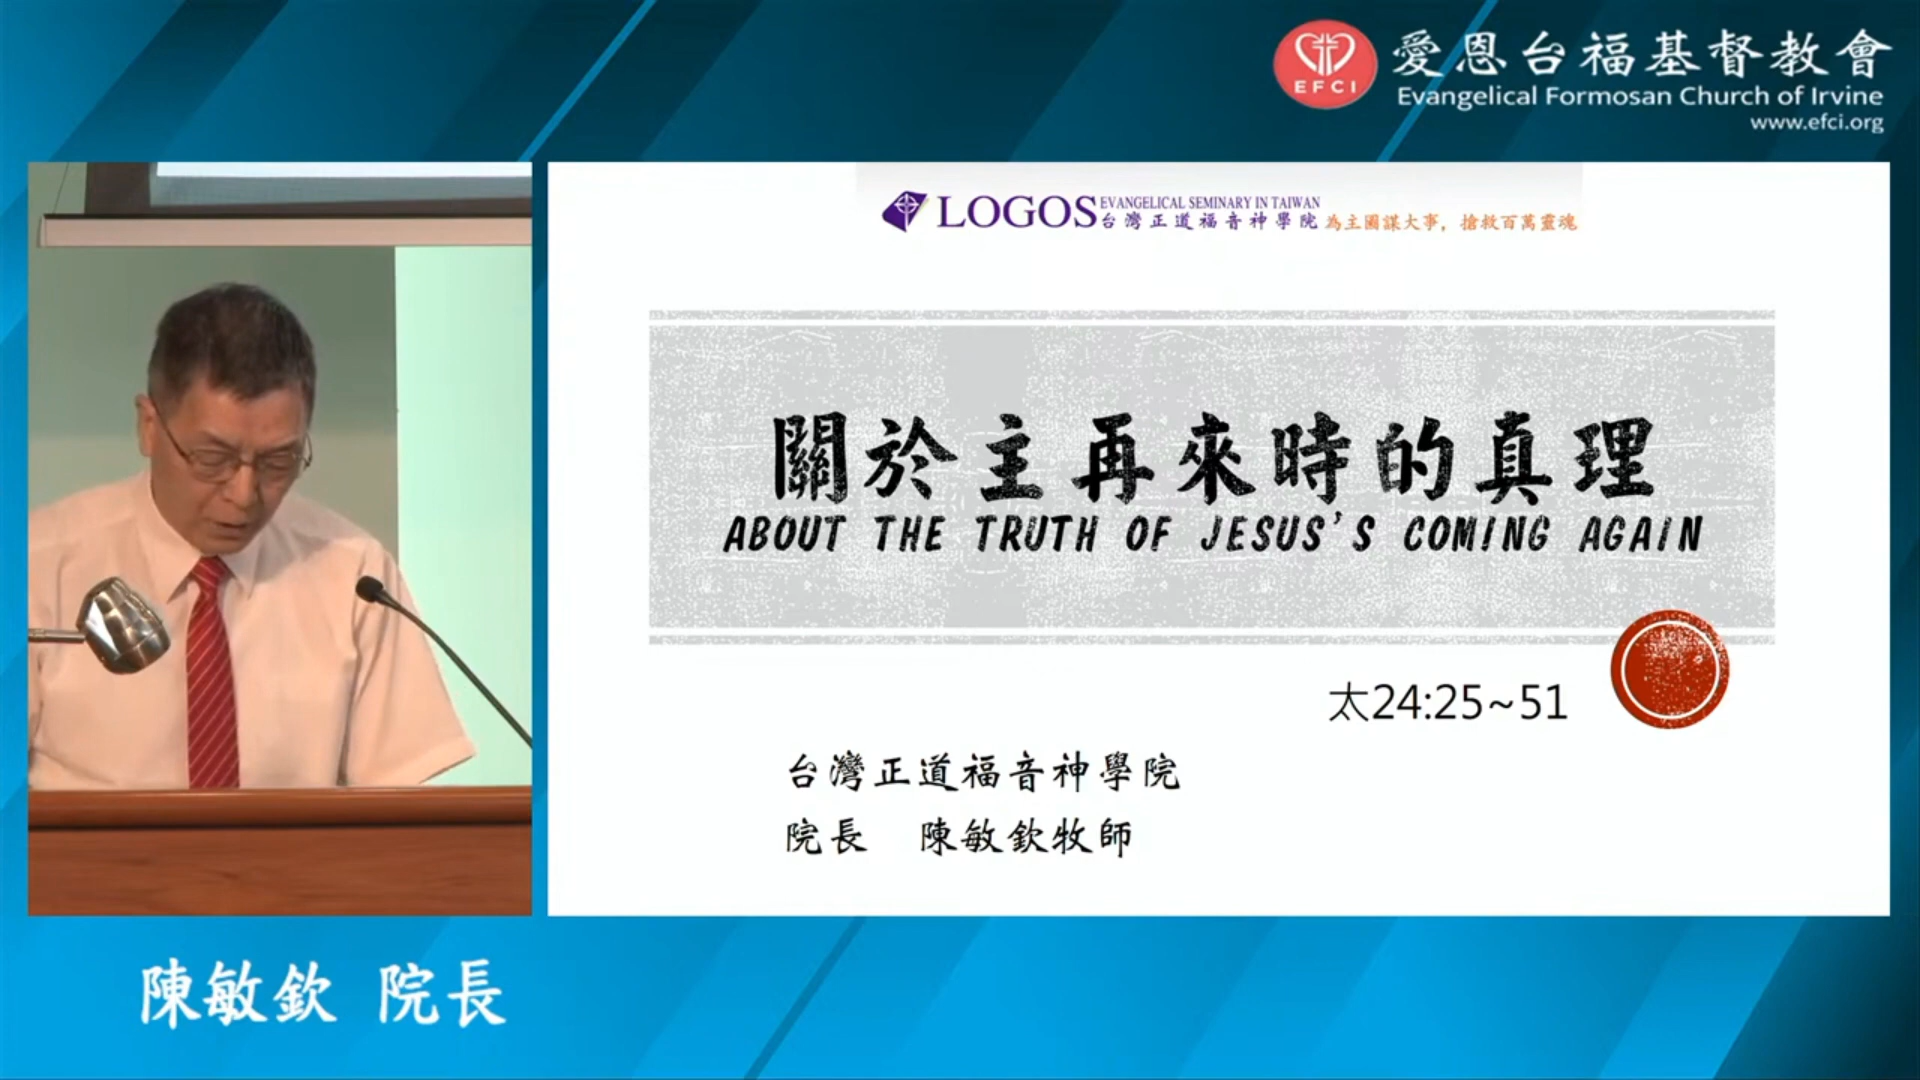 EFCI
愛恩台福基督教會
Evangelical Formosan Church of Irvine
www.efci.org
LOGOS
EVANGELICAL SEMINARY IN TAIWAN
台灣正道福音神學院
為主圖謀大事，搶救百萬靈魂
關於主再來時的真理
ABOUT THE TRUTH OF JESUS'S COMING AGAIN
太24:25~51
台灣正道福音神學院
院長 陳敏欽牧師
陳敏欽 院長